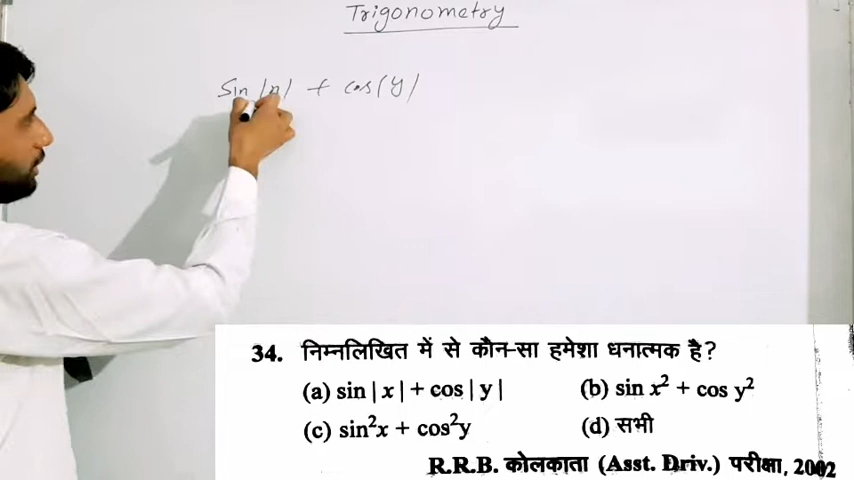 Trigonometry
sin|x| + cos|y|
34. निम्नलिखित में से कौन-सा हमेशा धनात्मक है?
(a) sin | x | + cos | y | (b) sin x² + cos y²
(c) sin²x + cos²y (d) सभी
R.R.B. कोलकाता (Asst. Driv.) परीक्षा, 2002